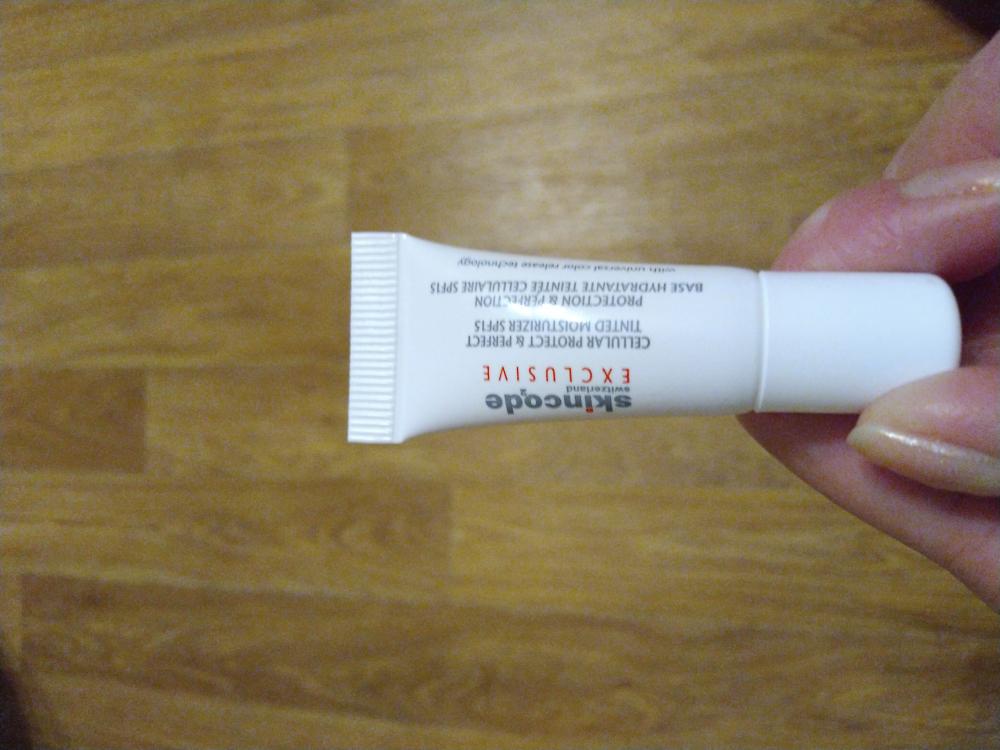 skincode
switzerland
EXCLUSIVE
CELLULAR PROTECT & PERFECT
TINTED MOISTURIZER SPF15
PROTECTION & PERFECTION
BASE HYDRATANTE TEINTÉE CELLULAIRE SPF15
with universal color release technology